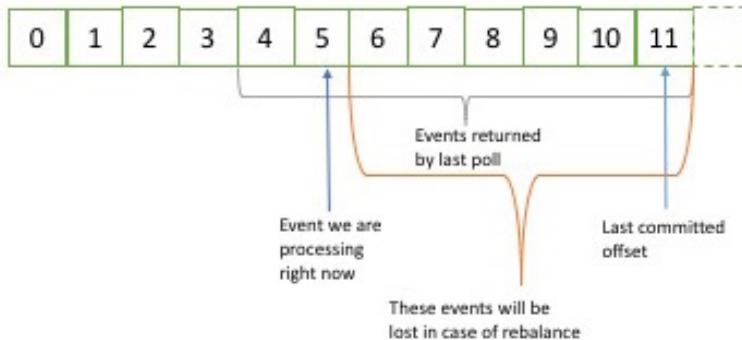 0 1 2 3 4 5 6 7 8 9 10 11
Events returned
by last poll
Event we are
processing
right now
Last committed
offset
These events will be
lost in case of rebalance